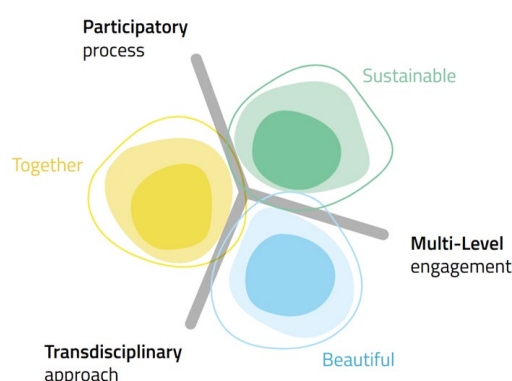 Participatory
process
Sustainable
Together
Multi-Level
engagement
Transdisciplinary
approach
Beautiful